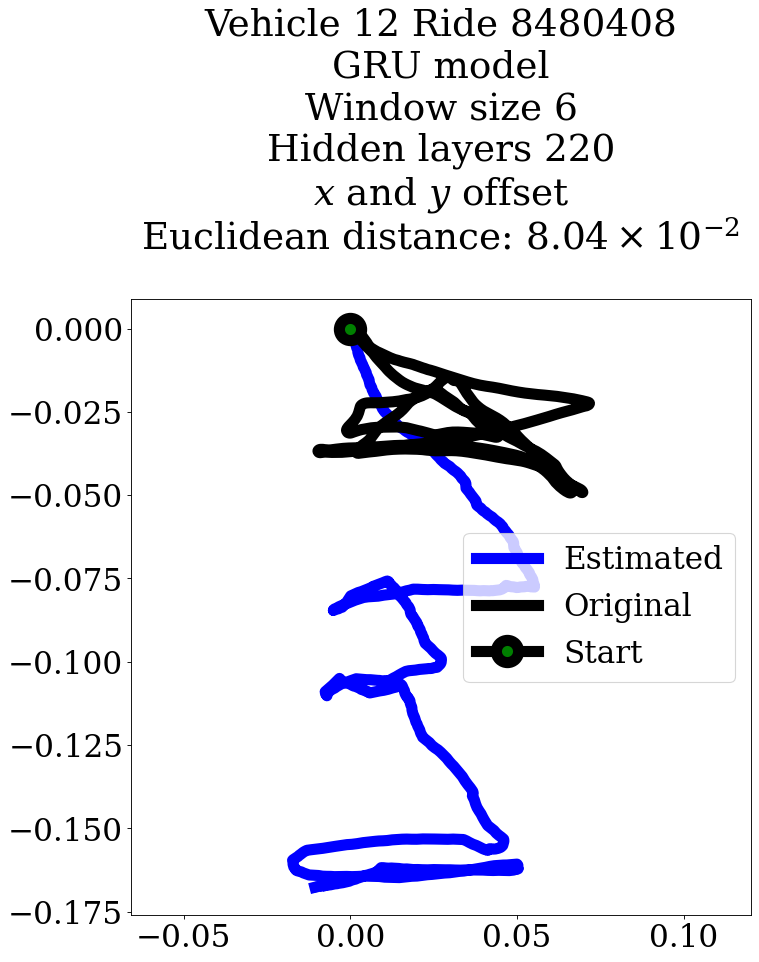 Vehicle 12 Ride 8480408
GRU model
Window size 6
Hidden layers 220
x and y offset
Euclidean distance: 8.04 × 10⁻²
0.000
−0.025
−0.050
−0.075
−0.100
−0.125
−0.150
−0.175
Estimated
Original
Start
−0.05 0.00 0.05 0.10